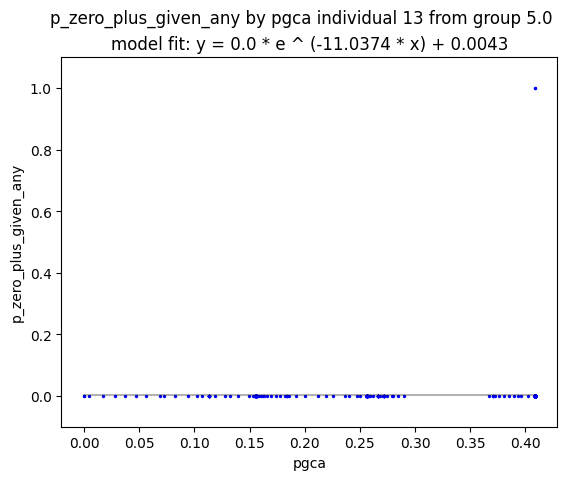 p_zero_plus_given_any by pgca individual 13 from group 5.0
model fit: y = 0.0 * e ^ (-11.0374 * x) + 0.0043
1.0
0.8
0.6
0.4
0.2
0.0
p_zero_plus_given_any
0.00 0.05 0.10 0.15 0.20 0.25 0.30 0.35 0.40
pgca